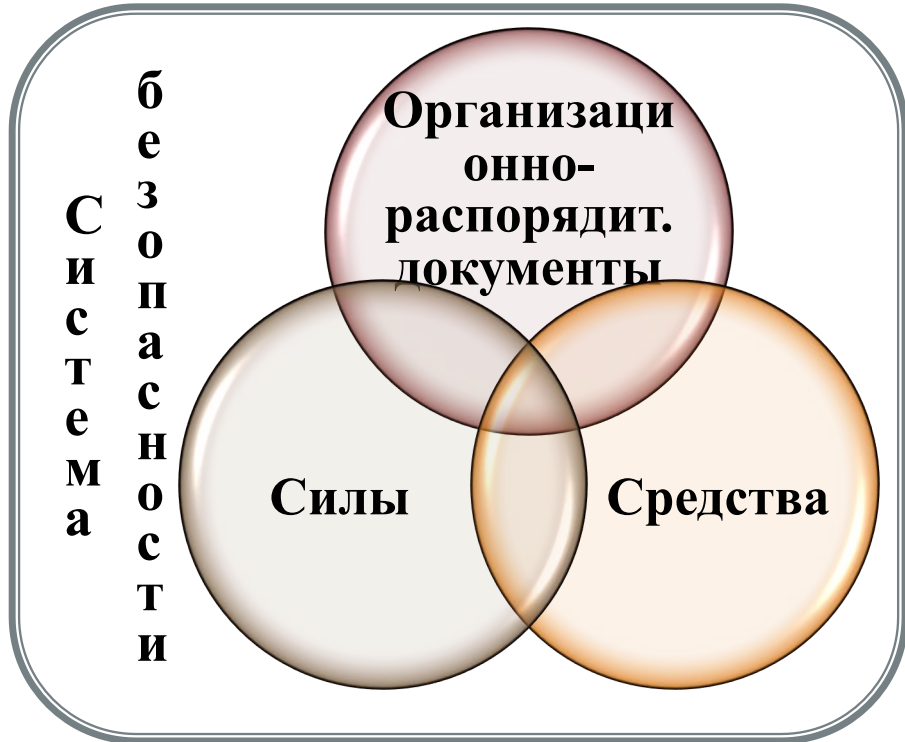 Система
безопасности
Организаци
онно-
распорядит.
документы
Силы
Средства